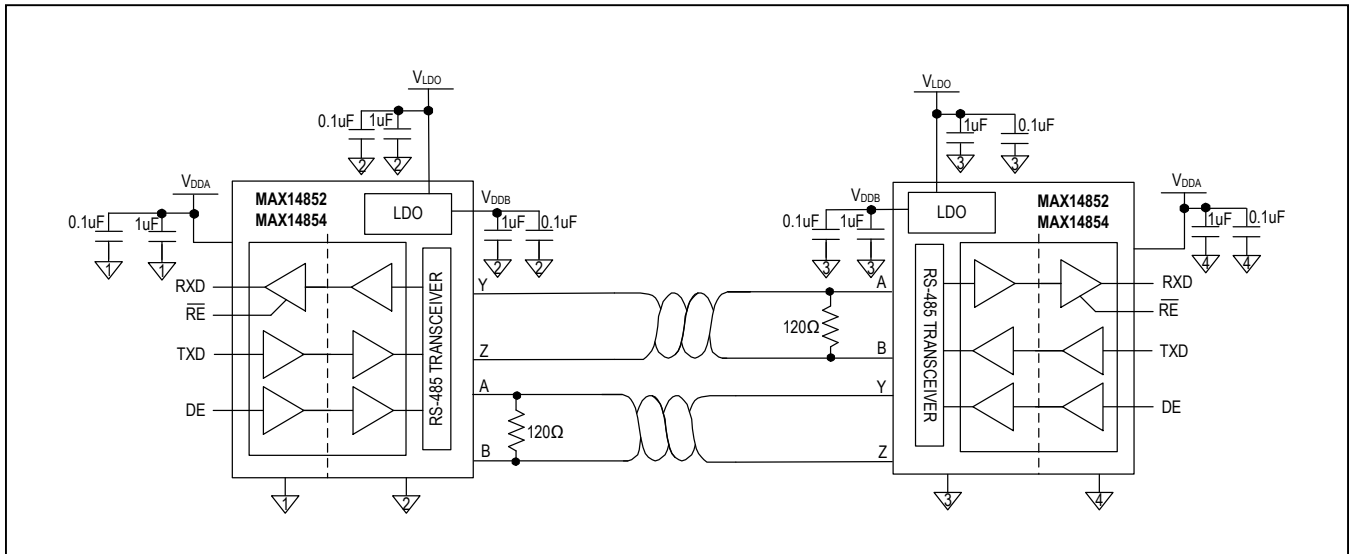 VLDO
0.1uF 1uF
2 2
VDDA
0.1uF 1uF
1 1
MAX14852
MAX14854
LDO
VDDB
1uF 0.1uF
2 2
RXD
RE
TXD
DE
RS-485 TRANSCEIVER
Y
Z
A
B
120Ω
1 2
120Ω
VLDO
1uF 0.1uF
3 3
VDDB
0.1uF 1uF
3 3
LDO
MAX14852
MAX14854
VDDA
1uF 0.1uF
4 4
A
B
Y
Z
RS-485 TRANSCEIVER
RXD
RE
TXD
DE
3 4